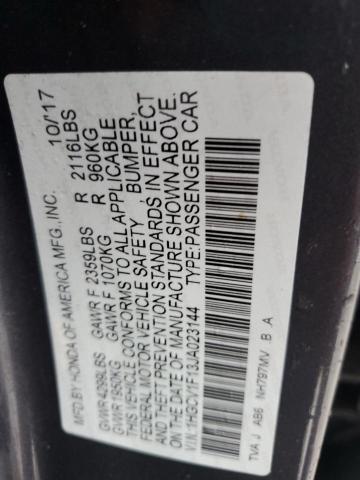 MFD.BY HONDA OF AMERICA MFG.,INC. 10/17
GVWR 4299LBS GAWR F 2359LBS R 2116LBS
GVWR 1950KG GAWR F 1070KG R 960KG
THIS VEHICLE CONFORMS TO ALL APPLICABLE
FEDERAL MOTOR VEHICLE SAFETY BUMPER,
AND THEFT PREVENTION STANDARDS IN EFFECT
ON THE DATE OF MANUFACTURE SHOWN ABOVE.
V.I.N: 1HGCV1F13JA023144 TYPE:PASSENGER CAR
TVA J AB6 NH797MV B .A